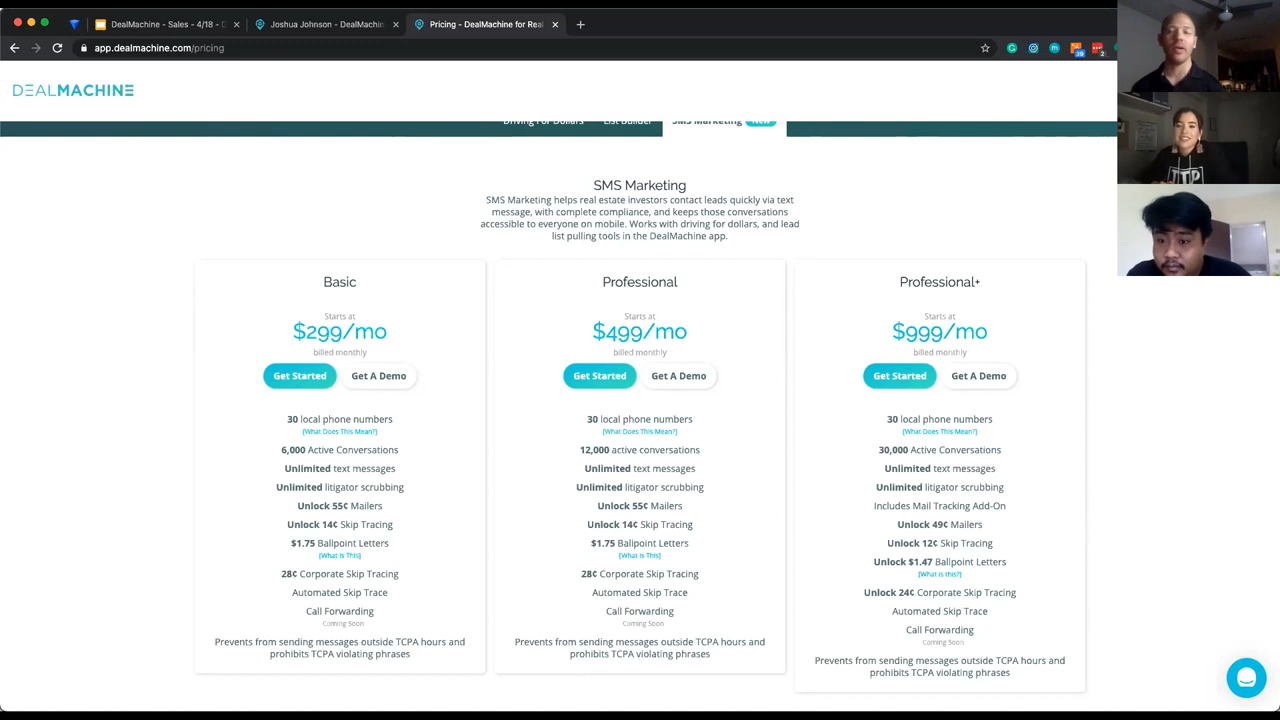 DealMachine - Sales - 4/18 - C
Joshua Johnson - DealMachine
Pricing - DealMachine for Real
app.dealmachine.com/pricing
DEALMACHINE
Driving For Dollars
List Builder
SMS Marketing New
SMS Marketing
SMS Marketing helps real estate investors contact leads quickly via text
message, with complete compliance, and keeps those conversations
accessible to everyone on mobile. Works with driving for dollars, and lead
list pulling tools in the DealMachine app.
Basic
Starts at
$299/mo
billed monthly
Get Started
Get A Demo
30 local phone numbers
[What Does This Mean?]
6,000 Active Conversations
Unlimited text messages
Unlimited litigator scrubbing
Unlock 55¢ Mailers
Unlock 14¢ Skip Tracing
$1.75 Ballpoint Letters
[What Is This]
28¢ Corporate Skip Tracing
Automated Skip Trace
Call Forwarding
Coming Soon
Prevents from sending messages outside TCPA hours and
prohibits TCPA violating phrases
Professional
Starts at
$499/mo
billed monthly
Get Started
Get A Demo
30 local phone numbers
[What Does This Mean?]
12,000 active conversations
Unlimited text messages
Unlimited litigator scrubbing
Unlock 55¢ Mailers
Unlock 14¢ Skip Tracing
$1.75 Ballpoint Letters
[What Is This]
28¢ Corporate Skip Tracing
Automated Skip Trace
Call Forwarding
Coming Soon
Prevents from sending messages outside TCPA hours and
prohibits TCPA violating phrases
Professional+
Starts at
$999/mo
billed monthly
Get Started
Get A Demo
30 local phone numbers
[What Does This Mean?]
30,000 Active Conversations
Unlimited text messages
Unlimited litigator scrubbing
Includes Mail Tracking Add-On
Unlock 49¢ Mailers
Unlock 12¢ Skip Tracing
Unlock $1.47 Ballpoint Letters
[What is this?]
Unlock 24¢ Corporate Skip Tracing
Automated Skip Trace
Call Forwarding
Coming Soon
Prevents from sending messages outside TCPA hours and
prohibits TCPA violating phrases